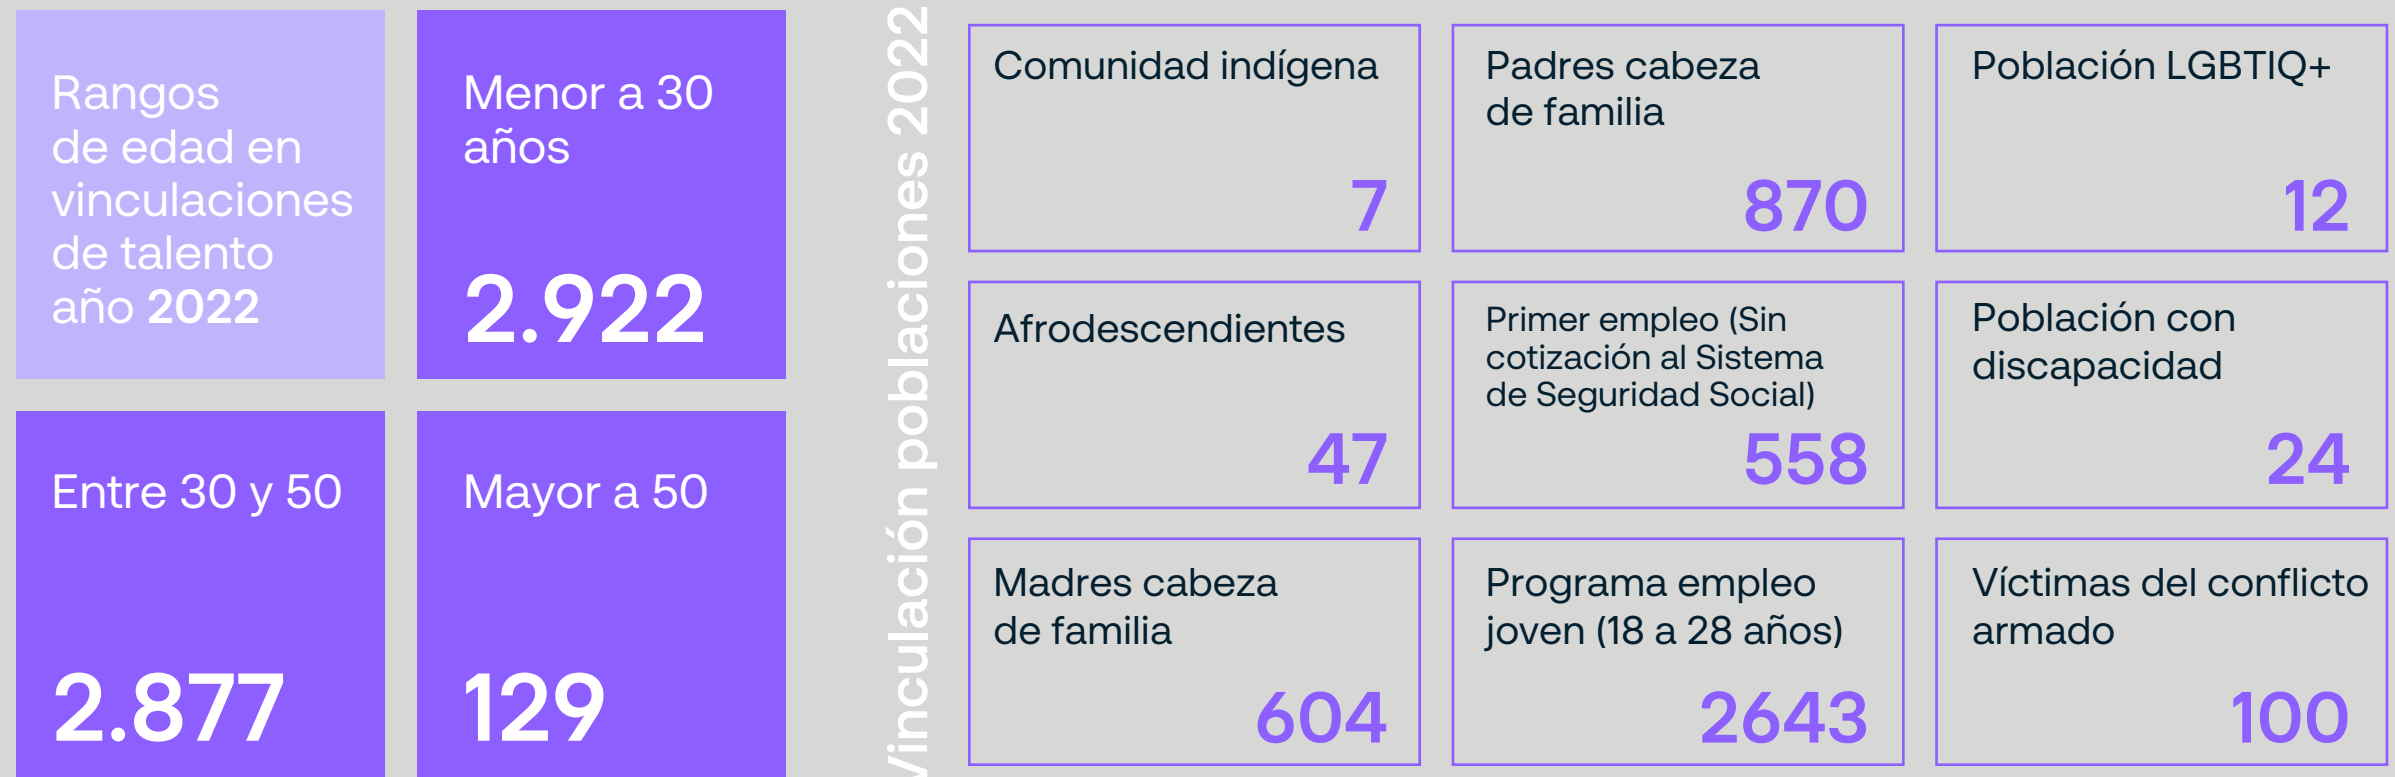 Rangos
de edad en
vinculaciones
de talento
año 2022
Menor a 30
años
2.922
Entre 30 y 50
2.877
Mayor a 50
129
Vinculación poblaciones 2022
Comunidad indígena
7
Padres cabeza
de familia
870
Población LGBTIQ+
12
Afrodescendientes
47
Primer empleo (Sin
cotización al Sistema
de Seguridad Social)
558
Población con
discapacidad
24
Madres cabeza
de familia
604
Programa empleo
joven (18 a 28 años)
2643
Víctimas del conflicto
armado
100